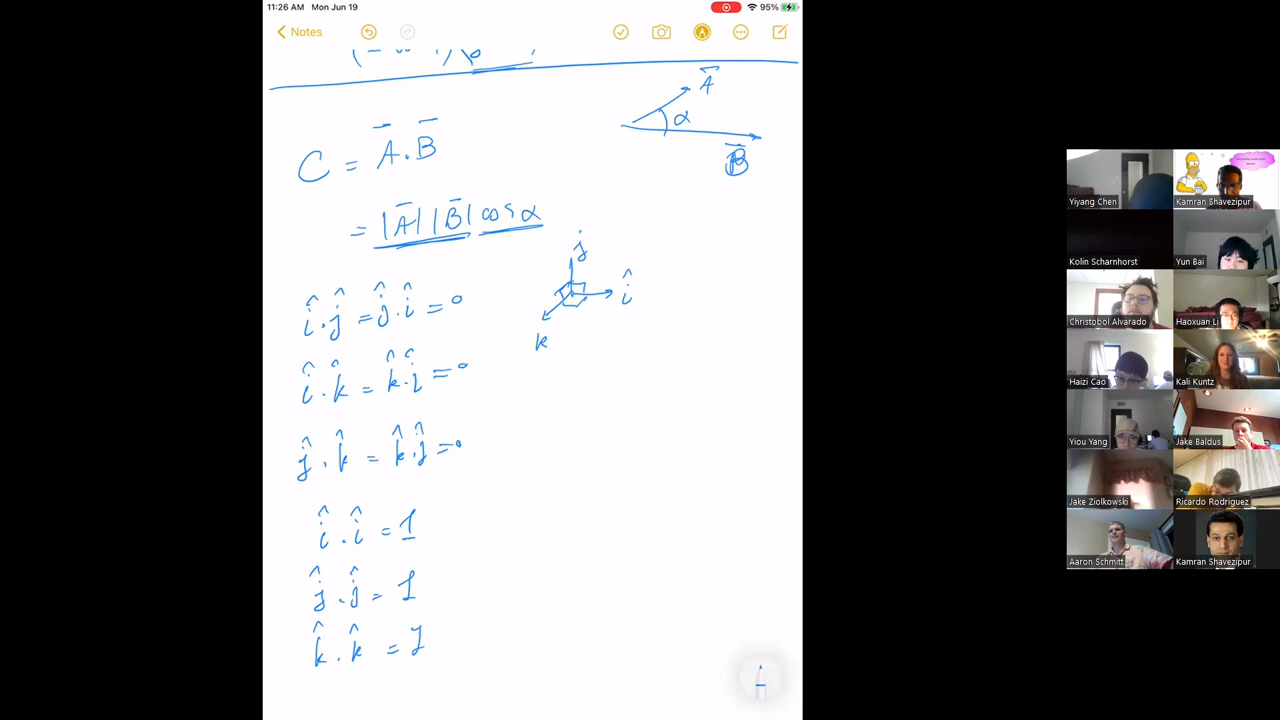 11:26 AM Mon Jun 19
95%
Notes
A
α
B
C = A . B
= |A| |B| cos α
j
î
k
î . ĵ = ĵ . î = 0
î . k̂ = k̂ . î = 0
ĵ . k̂ = k̂ . ĵ = 0
î . î = 1
ĵ . ĵ = 1
k̂ . k̂ = 1
Yiyang Chen
Kamran Shavezipur
Kolin Scharnhorst
Yun Bai
Christobol Alvarado
Haoxuan Li
Haizi Cao
Kali Kuntz
Yiou Yang
Jake Baldus
Jake Ziolkowski
Ricardo Rodriguez
Aaron Schmitt
Kamran Shavezipur